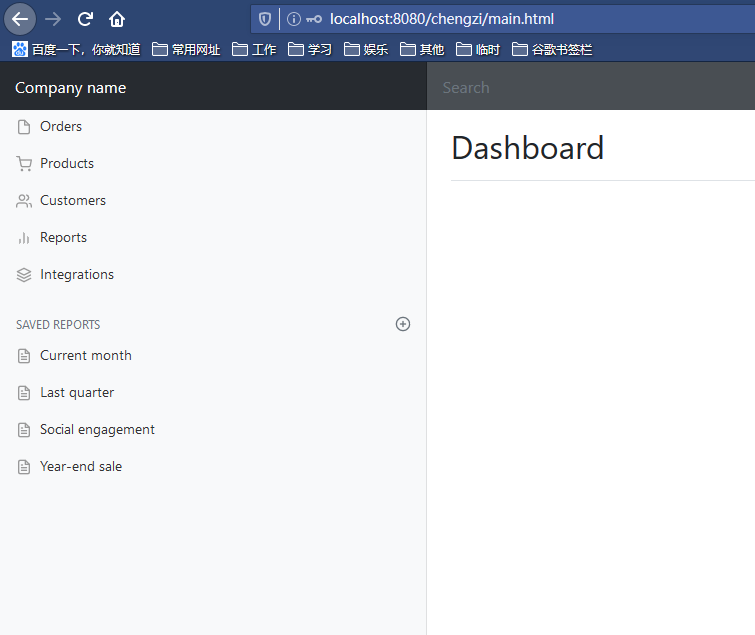 localhost:8080/chengzi/main.html
百度一下，你就知道 常用网址 工作 学习 娱乐 其他 临时 谷歌书签栏
Company name Search
Orders
Products
Customers
Reports
Integrations
SAVED REPORTS
Current month
Last quarter
Social engagement
Year-end sale
Dashboard